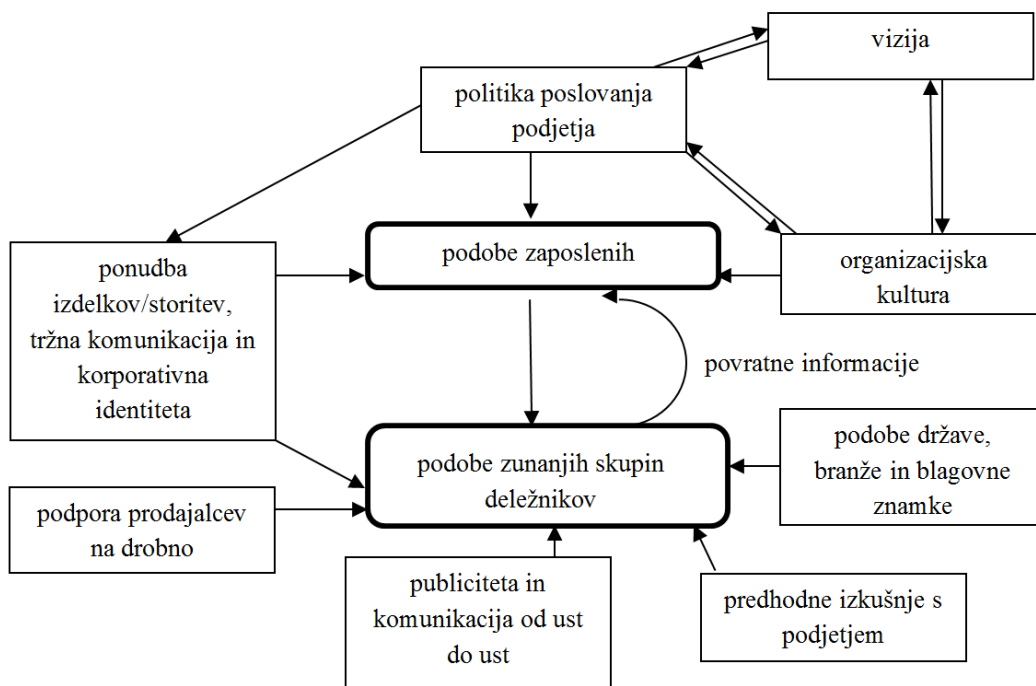 vizija
politika poslovanja
podjetja
podobe zaposlenih
ponudba
izdelkov/storitev,
tržna komunikacija in
korporativna
identiteta
organizacijska
kultura
povratne informacije
podobe zunanjih skupin
deležnikov
podobe države,
branže in blagovne
znamke
podpora prodajalcev
na drobno
publiciteta in
komunikacija od ust
do ust
predhodne izkušnje s
podjetjem